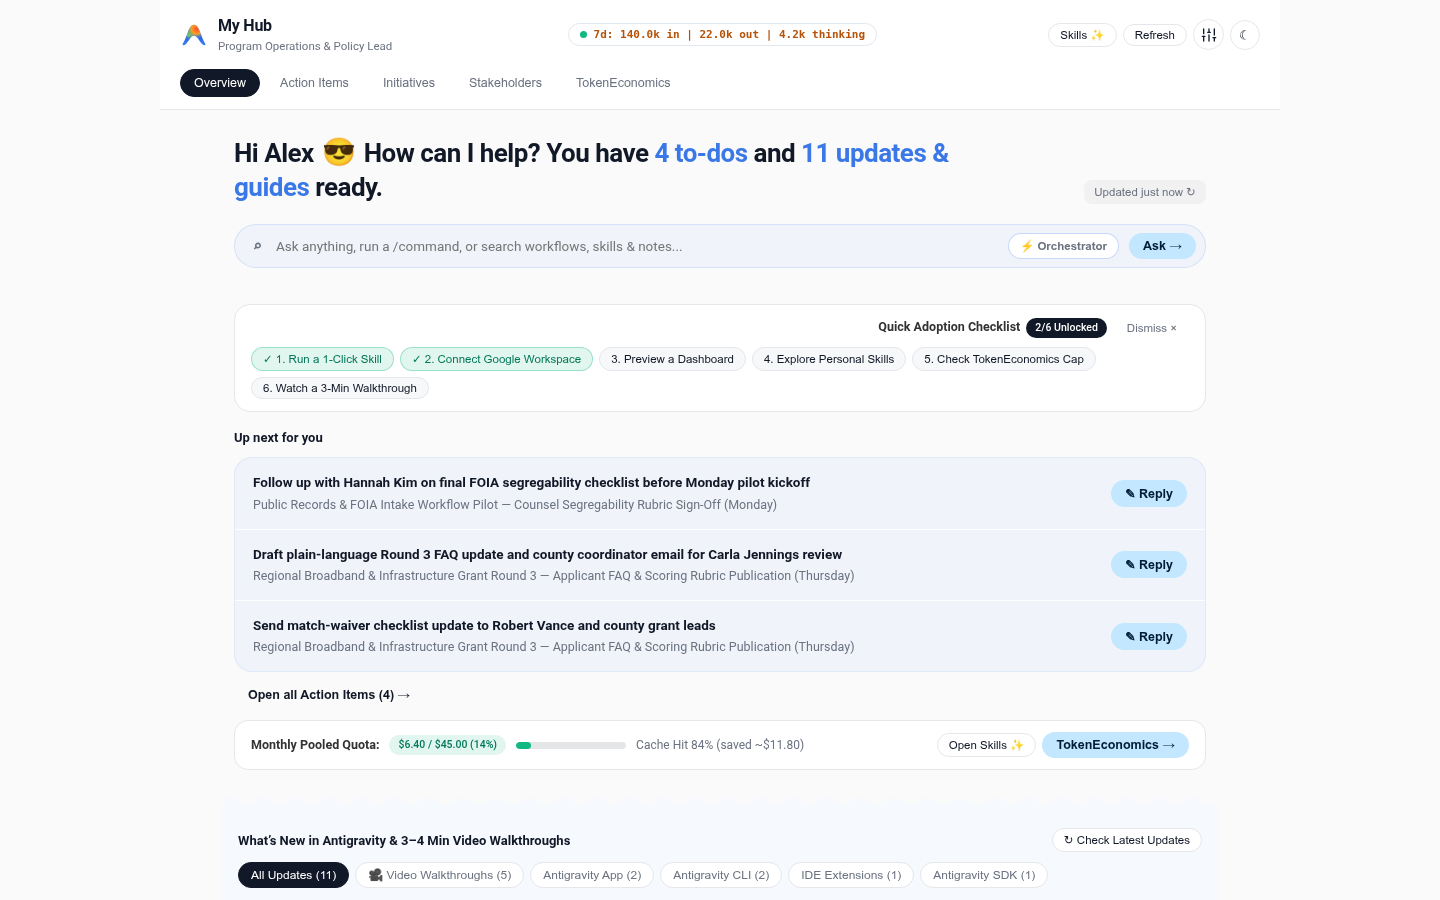 My Hub
Program Operations & Policy Lead
7d: 140.0k in | 22.0k out | 4.2k thinking
Skills ✨
Refresh
Overview
Action Items
Initiatives
Stakeholders
TokenEconomics
Hi Alex 😎 How can I help? You have 4 to-dos and 11 updates &
guides ready.
Updated just now ↻
Ask anything, run a /command, or search workflows, skills & notes...
⚡ Orchestrator
Ask →
Quick Adoption Checklist
2/6 Unlocked
Dismiss ×
✓ 1. Run a 1-Click Skill
✓ 2. Connect Google Workspace
3. Preview a Dashboard
4. Explore Personal Skills
5. Check TokenEconomics Cap
6. Watch a 3-Min Walkthrough
Up next for you
Follow up with Hannah Kim on final FOIA segregability checklist before Monday pilot kickoff
Public Records & FOIA Intake Workflow Pilot — Counsel Segregability Rubric Sign-Off (Monday)
✎ Reply
Draft plain-language Round 3 FAQ update and county coordinator email for Carla Jennings review
Regional Broadband & Infrastructure Grant Round 3 — Applicant FAQ & Scoring Rubric Publication (Thursday)
✎ Reply
Send match-waiver checklist update to Robert Vance and county grant leads
Regional Broadband & Infrastructure Grant Round 3 — Applicant FAQ & Scoring Rubric Publication (Thursday)
✎ Reply
Open all Action Items (4) →
Monthly Pooled Quota:
$6.40 / $45.00 (14%)
Cache Hit 84% (saved ~$11.80)
Open Skills ✨
TokenEconomics →
What's New in Antigravity & 3–4 Min Video Walkthroughs
↻ Check Latest Updates
All Updates (11)
🎥 Video Walkthroughs (5)
Antigravity App (2)
Antigravity CLI (2)
IDE Extensions (1)
Antigravity SDK (1)